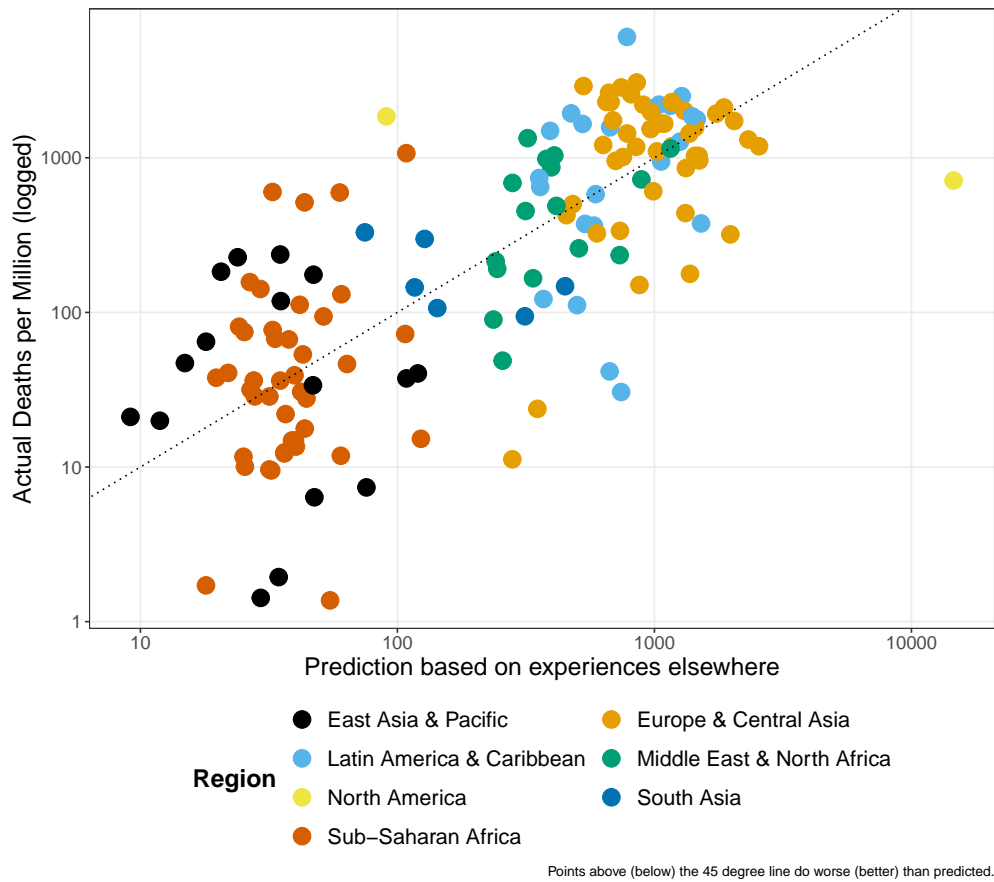 Actual Deaths per Million (logged)
1000
100
10
1
10
100
1000
10000
Prediction based on experiences elsewhere
Region
East Asia & Pacific
Europe & Central Asia
Latin America & Caribbean
Middle East & North Africa
North America
South Asia
Sub−Saharan Africa
Points above (below) the 45 degree line do worse (better) than predicted.